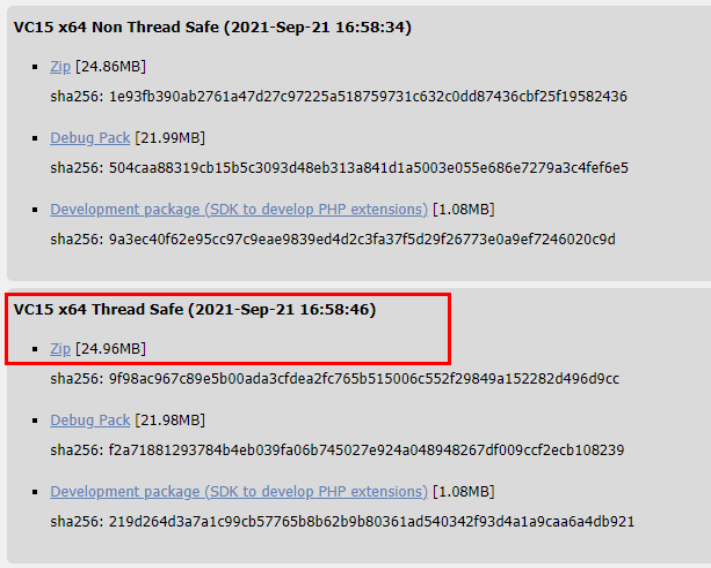 VC15 x64 Non Thread Safe (2021-Sep-21 16:58:34)
Zip [24.86MB]
sha256: 1e93fb390ab2761a47d27c97225a518759731c632c0dd87436cbf25f19582436
Debug Pack [21.99MB]
sha256: 504caa88319cb15b5c3093d48eb313a841d1a5003e055e686e7279a3c4fef6e5
Development package (SDK to develop PHP extensions) [1.08MB]
sha256: 9a3ec40f62e95cc97c9eae9839ed4d2c3fa37f5d29f26773e0a9ef7246020c9d
VC15 x64 Thread Safe (2021-Sep-21 16:58:46)
Zip [24.96MB]
sha256: 9f98ac967c89e5b00ada3cfdea2fc765b515006c552f29849a152282d496d9cc
Debug Pack [21.98MB]
sha256: f2a71881293784b4eb039fa06b745027e924a048948267df009ccf2ecb108239
Development package (SDK to develop PHP extensions) [1.08MB]
sha256: 219d264d3a7a1c99cb57765b8b62b9b80361ad540342f93d4a1a9caa6a4db921